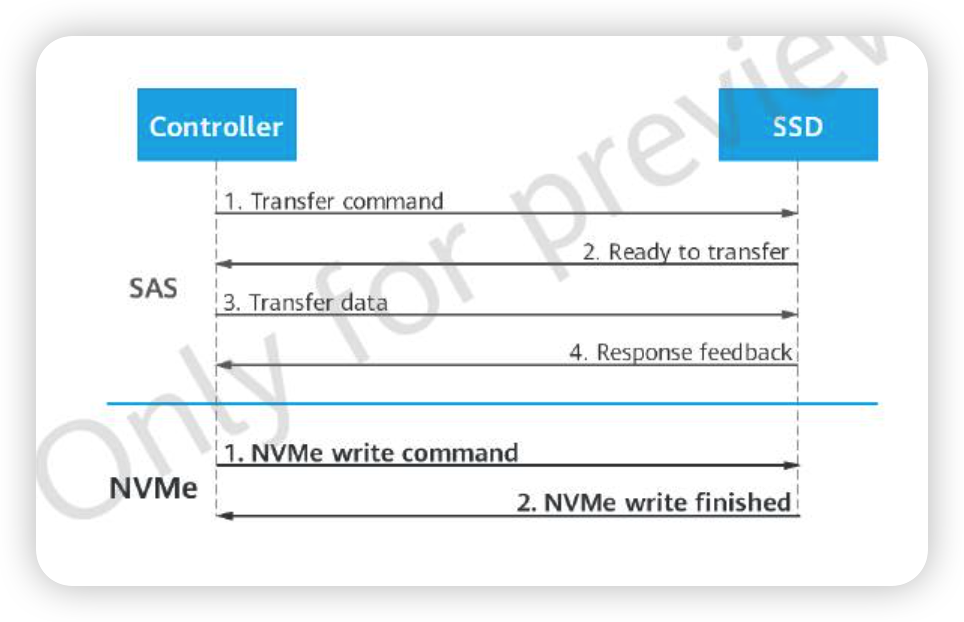 Only for preview
Controller
SSD
1. Transfer command
2. Ready to transfer
SAS
3. Transfer data
4. Response feedback
1. NVMe write command
NVMe
2. NVMe write finished